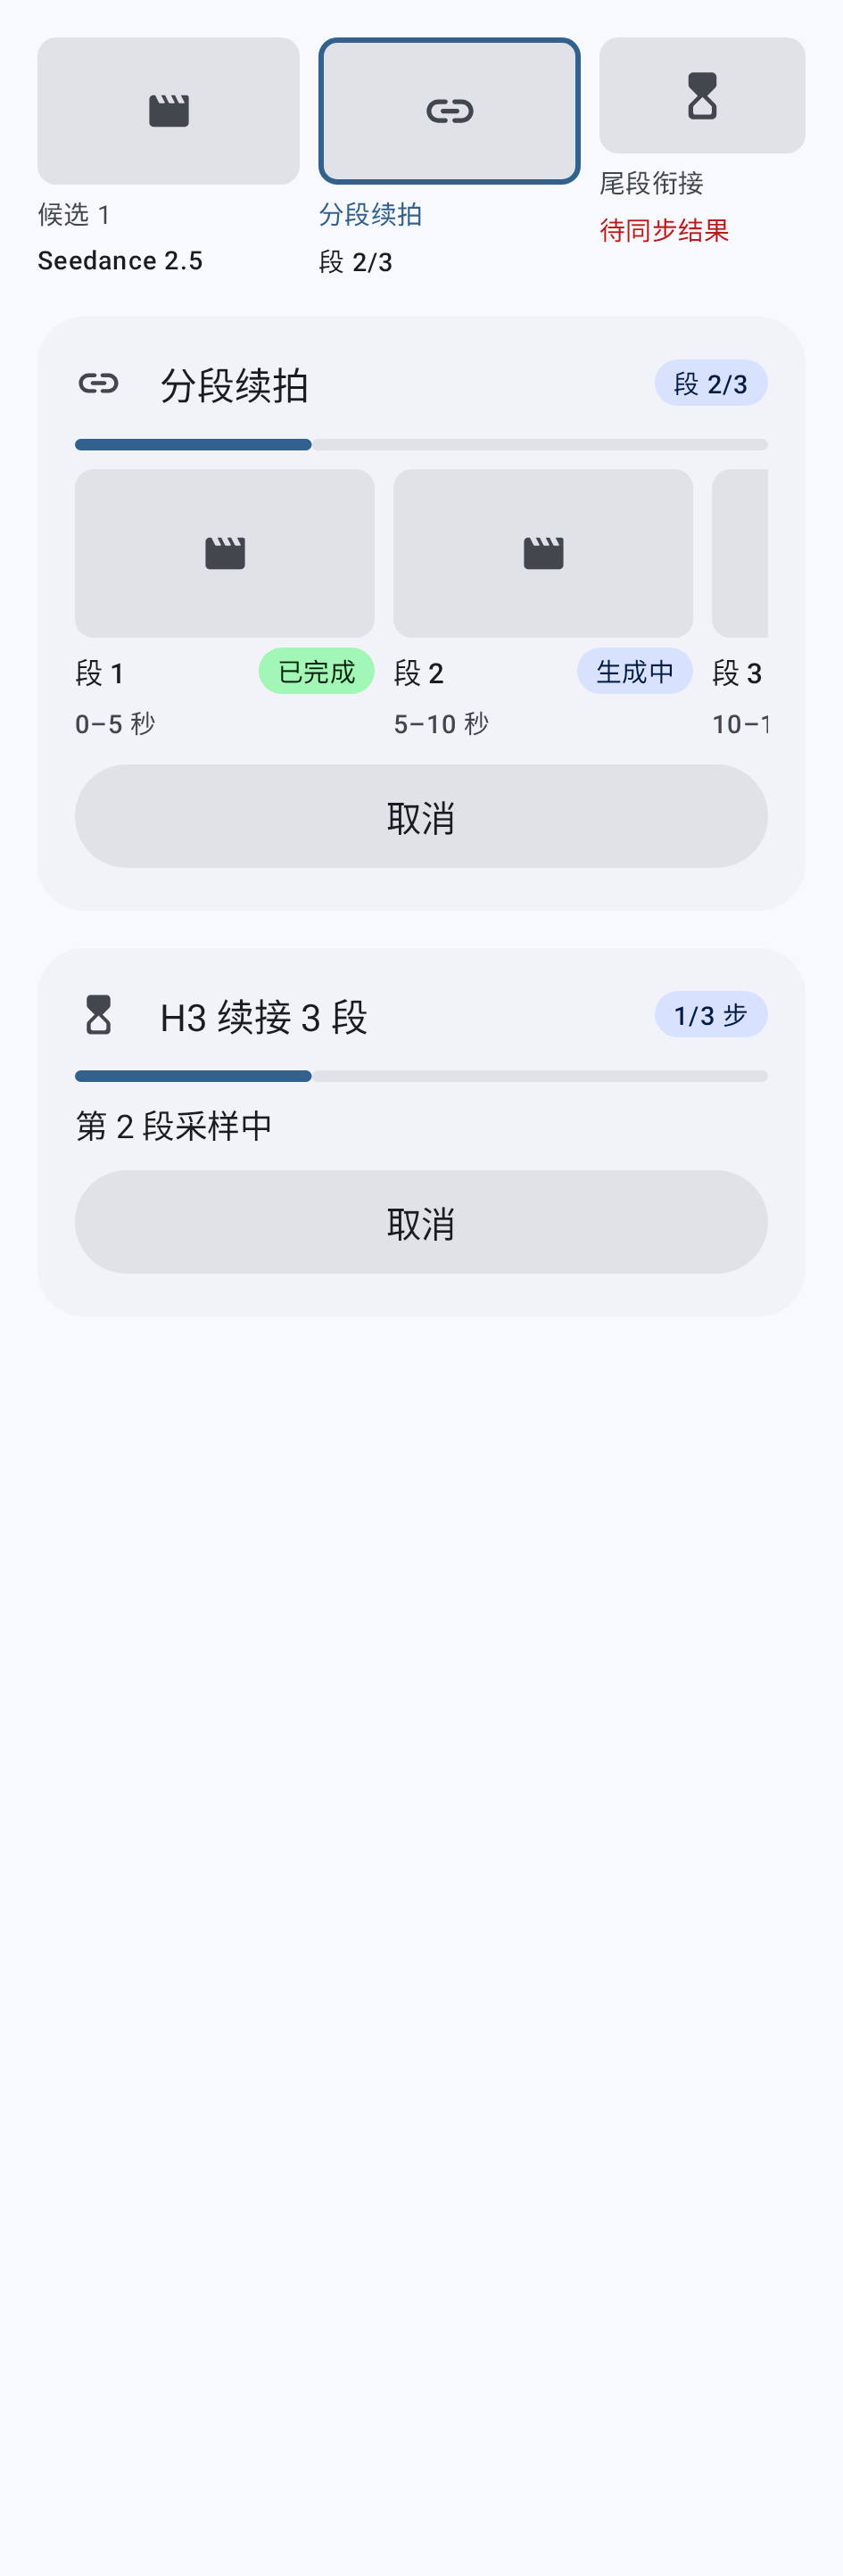 候选 1
Seedance 2.5
分段续拍
段 2/3
尾段衔接
待同步结果
分段续拍
段 2/3
段 1
已完成
0–5 秒
段 2
生成中
5–10 秒
段 3
10–1
取消
H3 续接 3 段
1/3 步
第 2 段采样中
取消